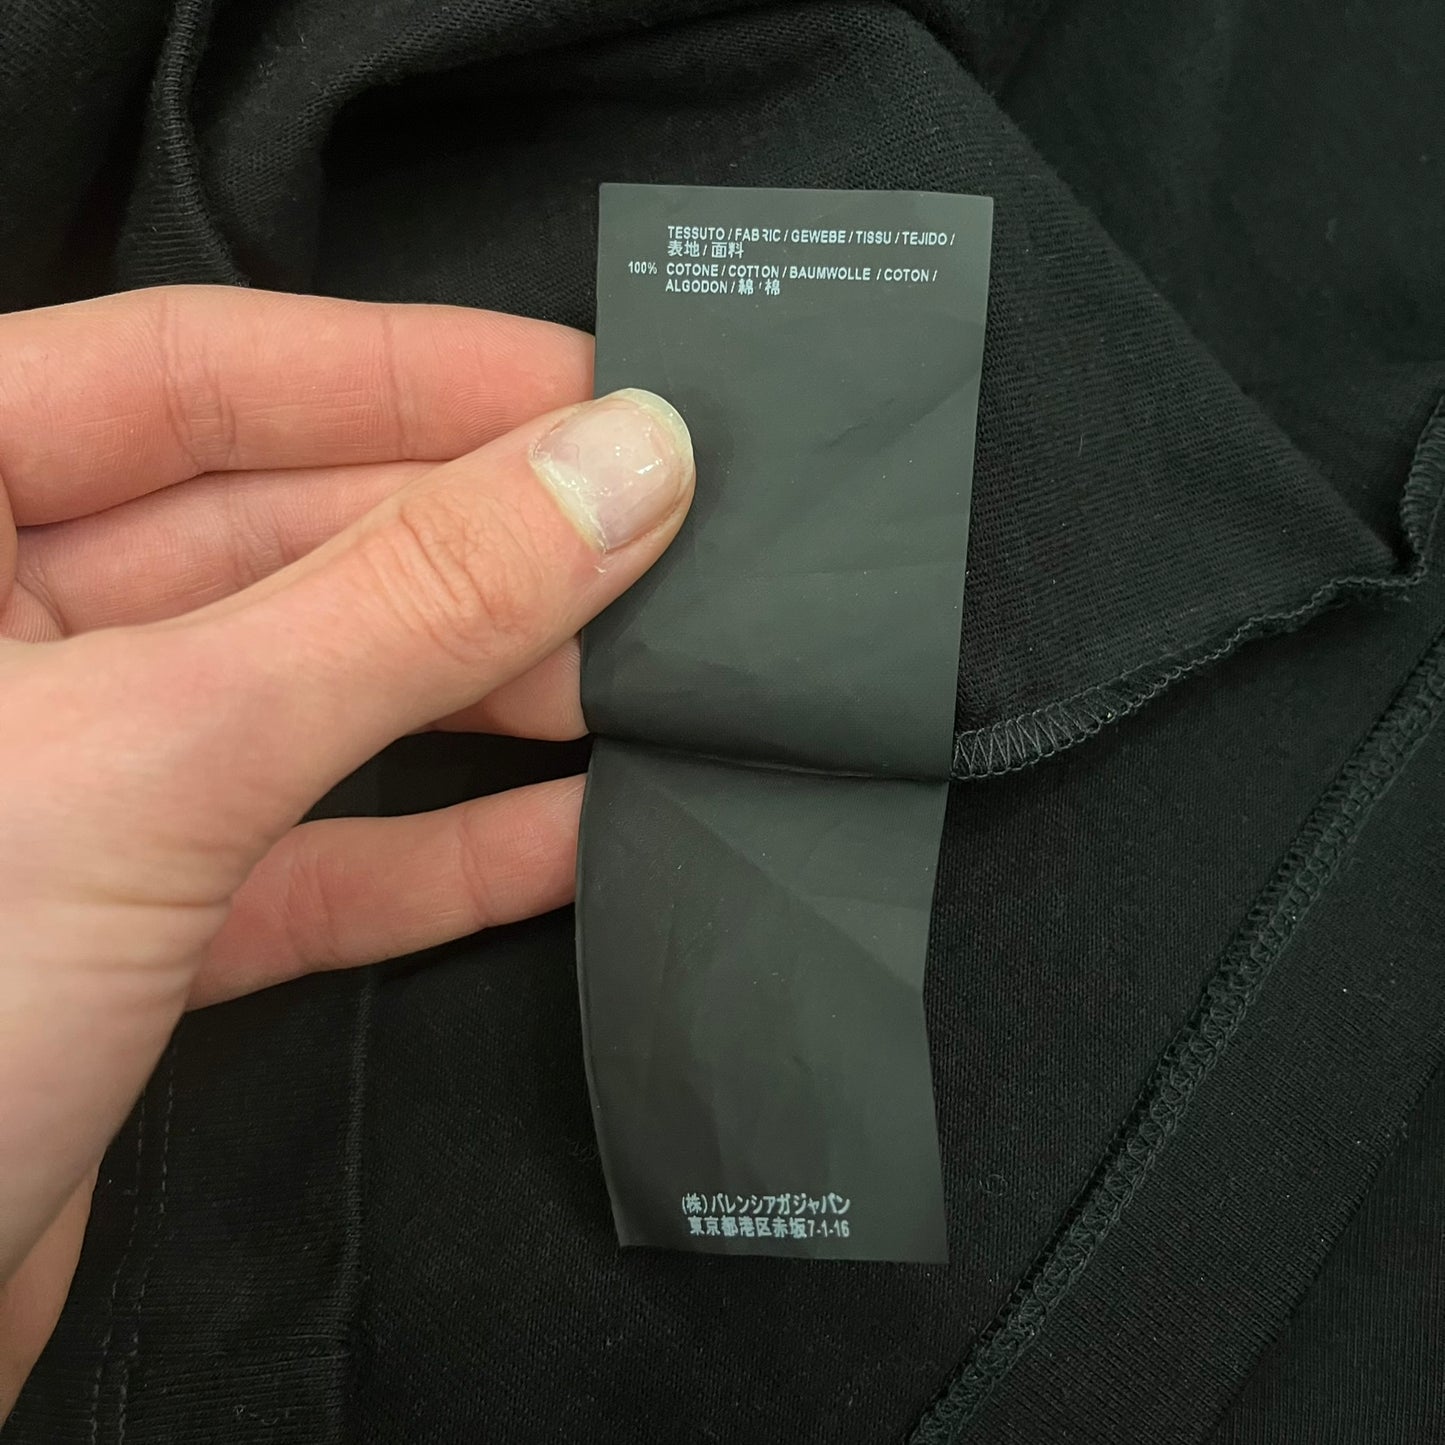 TESSUTO / FABRIC / GEWEBE / TISSU / TEJIDO /
表地 / 面料
100% COTONE / COTTON / BAUMWOLLE / COTON /
ALGODON / 綿 / 棉
(株)バレンシアガジャパン
東京都港区赤坂7-1-16